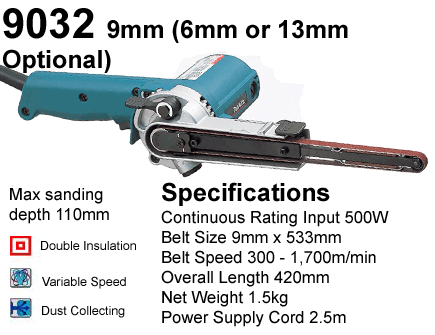 9032 9mm (6mm or 13mm
Optional)
Makita
Max sanding
depth 110mm
Double Insulation
Variable Speed
Dust Collecting
Specifications
Continuous Rating Input 500W
Belt Size 9mm x 533mm
Belt Speed 300 - 1,700m/min
Overall Length 420mm
Net Weight 1.5kg
Power Supply Cord 2.5m